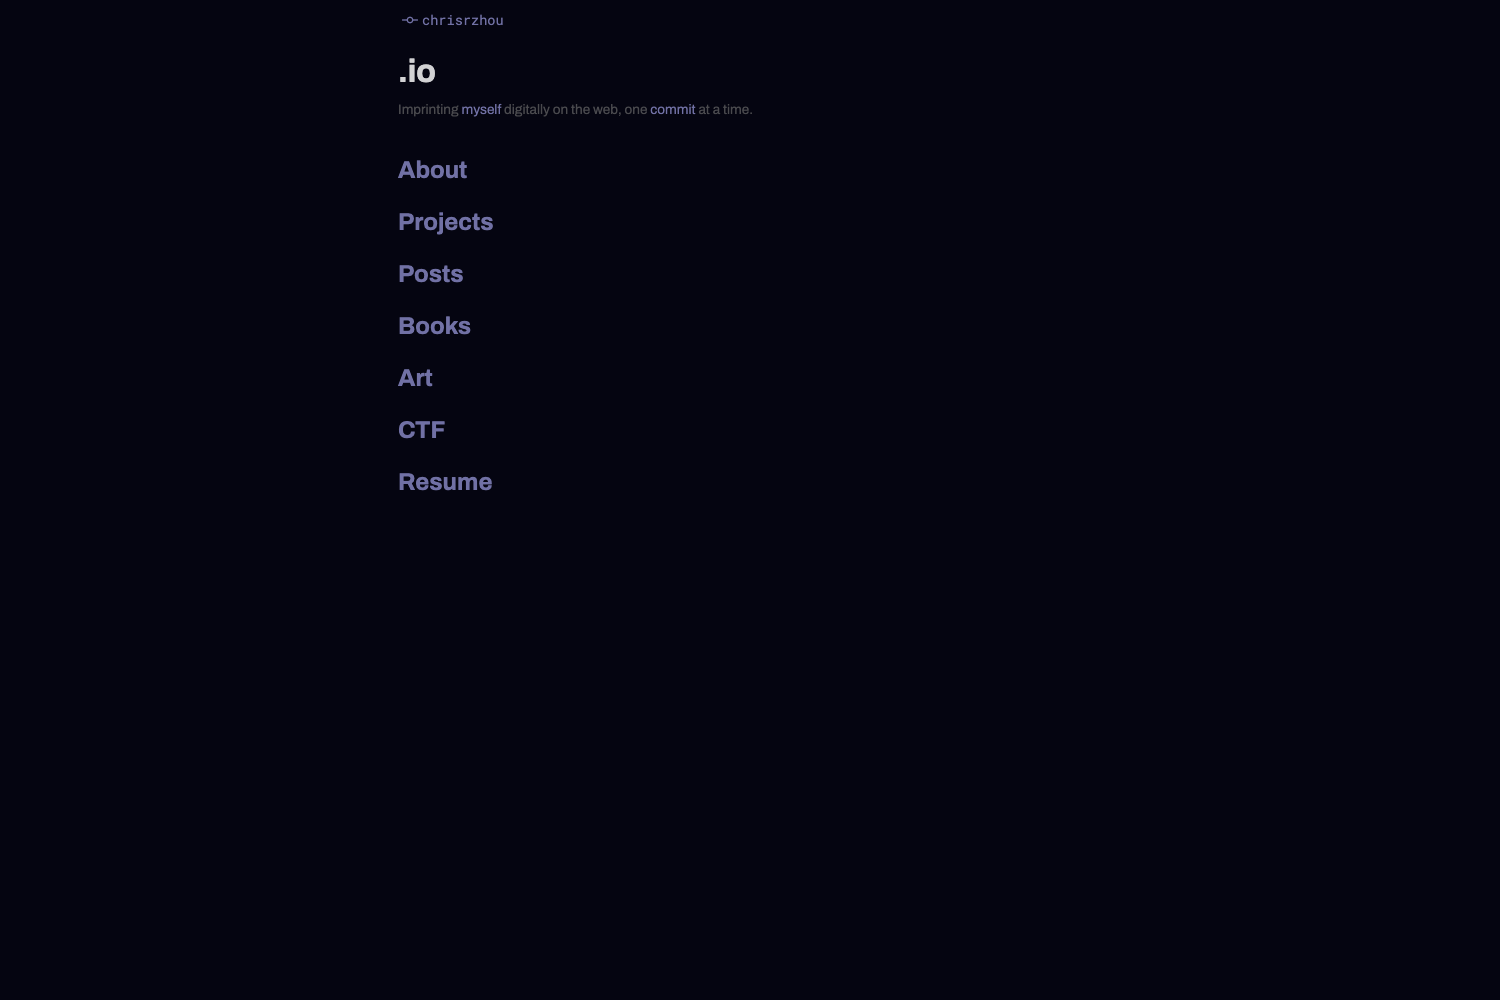 chrisrzhou
.io
Imprinting myself digitally on the web, one commit at a time.
About
Projects
Posts
Books
Art
CTF
Resume